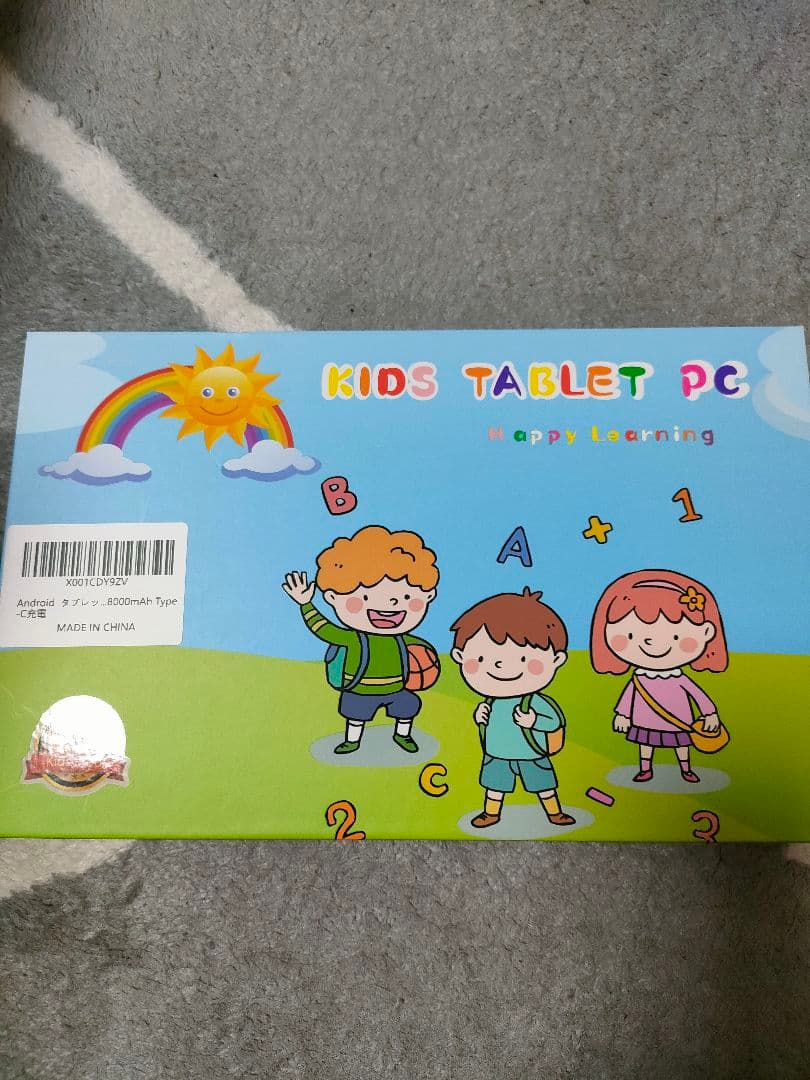 KIDS TABLET PC
Happy Learning
B
A
+
1
X001CDY9ZV
Android タブレッ...8000mAh Type
-C充電
MADE IN CHINA
C
-
2
3